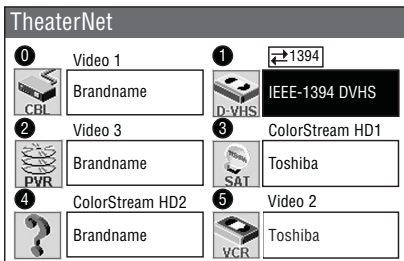 TheaterNet
0 Video 1
CBL Brandname
1 1394
D-VHS IEEE-1394 DVHS
2 Video 3
PVR Brandname
3 ColorStream HD1
TOSHIBA
SAT Toshiba
4 ColorStream HD2
? Brandname
5 Video 2
VCR Toshiba